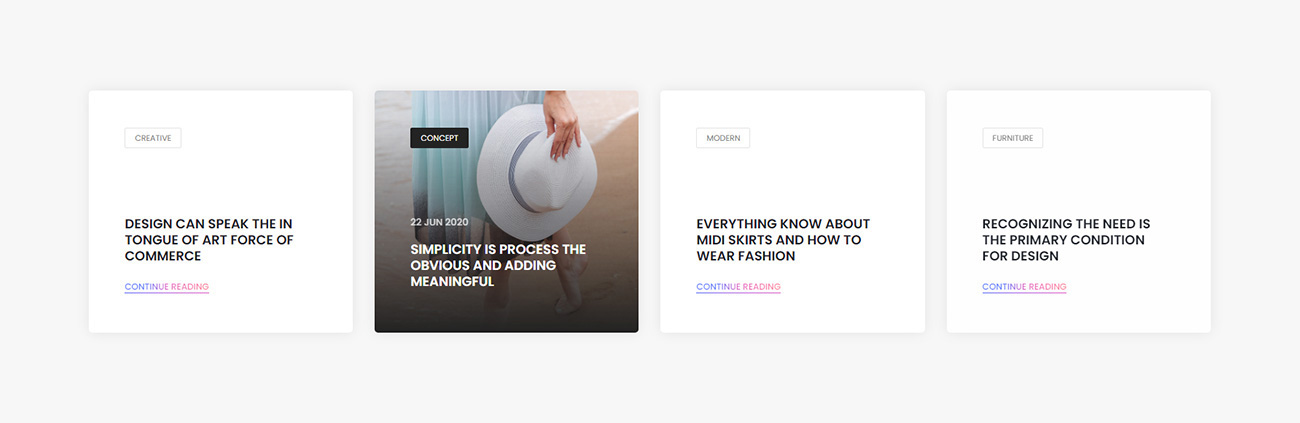 CREATIVE
DESIGN CAN SPEAK THE IN
TONGUE OF ART FORCE OF
COMMERCE
CONTINUE READING
CONCEPT
22 JUN 2020
SIMPLICITY IS PROCESS THE
OBVIOUS AND ADDING
MEANINGFUL
MODERN
EVERYTHING KNOW ABOUT
MIDI SKIRTS AND HOW TO
WEAR FASHION
CONTINUE READING
FURNITURE
RECOGNIZING THE NEED IS
THE PRIMARY CONDITION
FOR DESIGN
CONTINUE READING